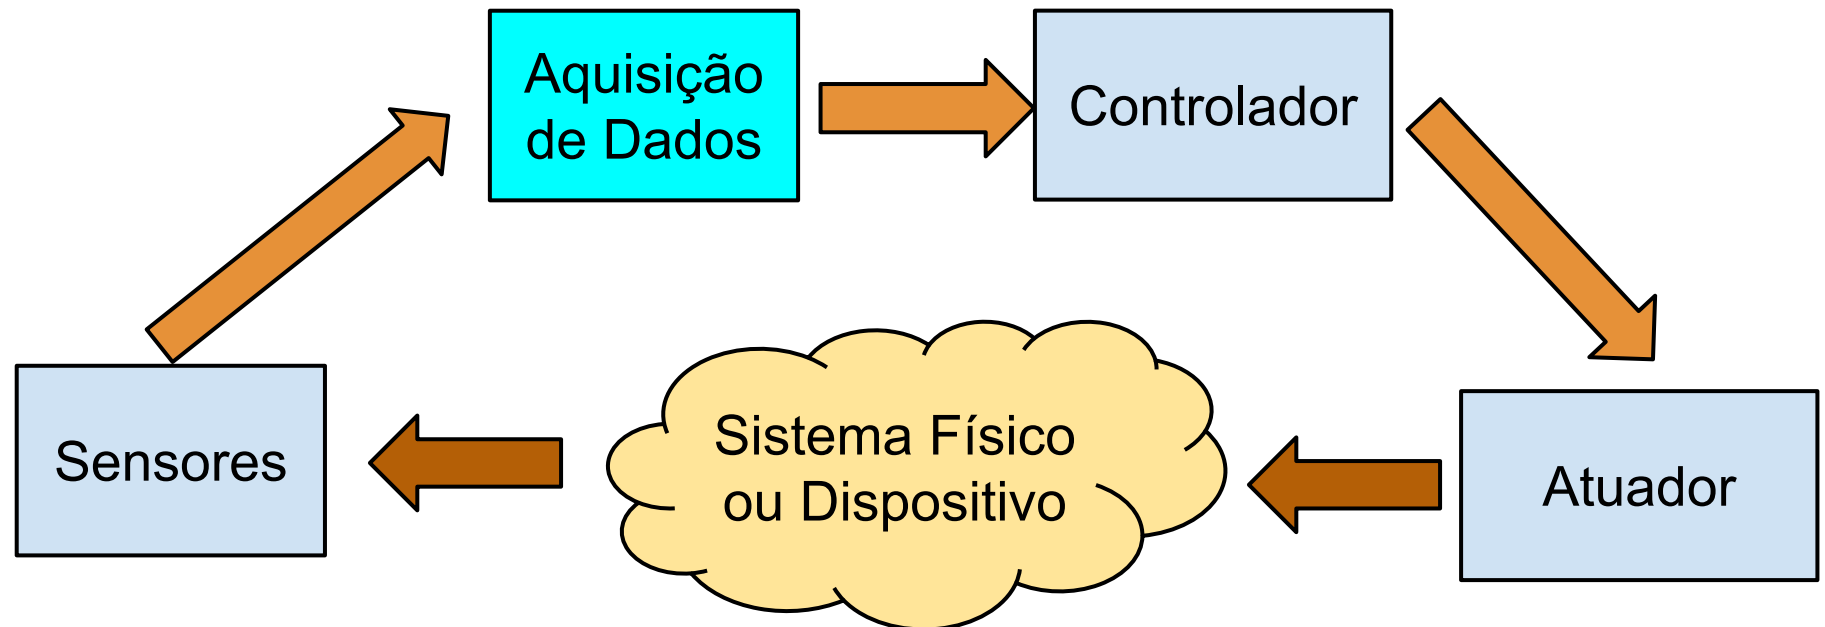 Aquisição
de Dados
Controlador
Sensores
Sistema Físico
ou Dispositivo
Atuador